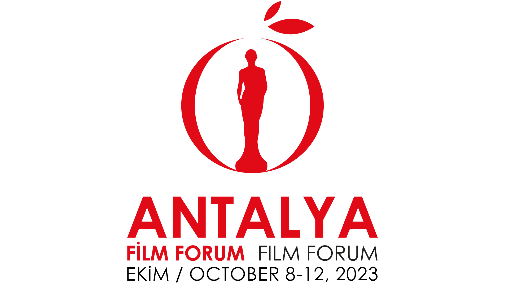 ANTALYA
FİLM FORUM FILM FORUM
EKİM / OCTOBER 8-12, 2023